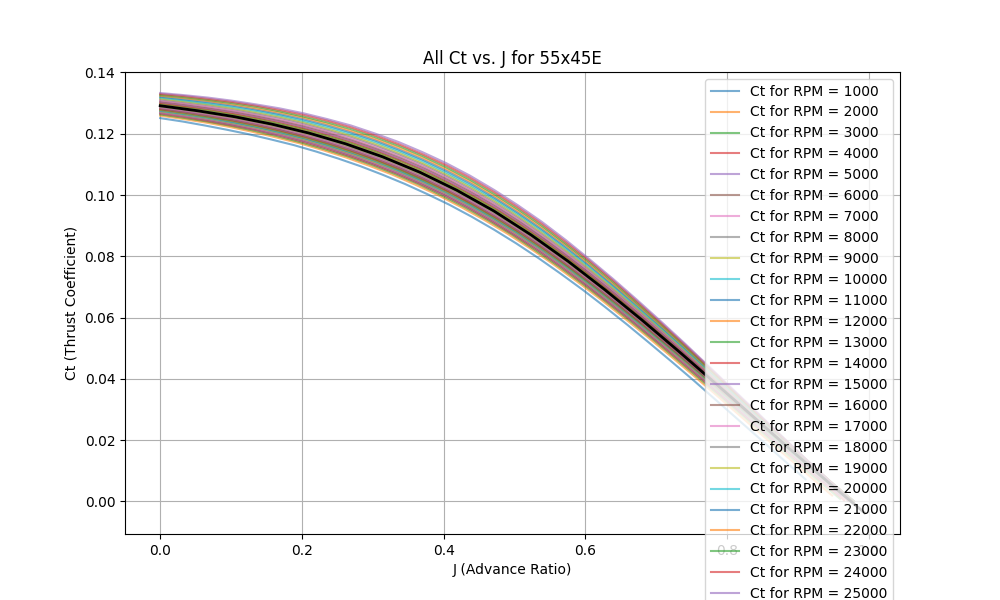 All Ct vs. J for 55x45E
Ct (Thrust Coefficient)
0.14
0.12
0.10
0.08
0.06
0.04
0.02
0.00
0.0
0.2
0.4
0.6
0.8
J (Advance Ratio)
Ct for RPM = 1000
Ct for RPM = 2000
Ct for RPM = 3000
Ct for RPM = 4000
Ct for RPM = 5000
Ct for RPM = 6000
Ct for RPM = 7000
Ct for RPM = 8000
Ct for RPM = 9000
Ct for RPM = 10000
Ct for RPM = 11000
Ct for RPM = 12000
Ct for RPM = 13000
Ct for RPM = 14000
Ct for RPM = 15000
Ct for RPM = 16000
Ct for RPM = 17000
Ct for RPM = 18000
Ct for RPM = 19000
Ct for RPM = 20000
Ct for RPM = 21000
Ct for RPM = 22000
Ct for RPM = 23000
Ct for RPM = 24000
Ct for RPM = 25000